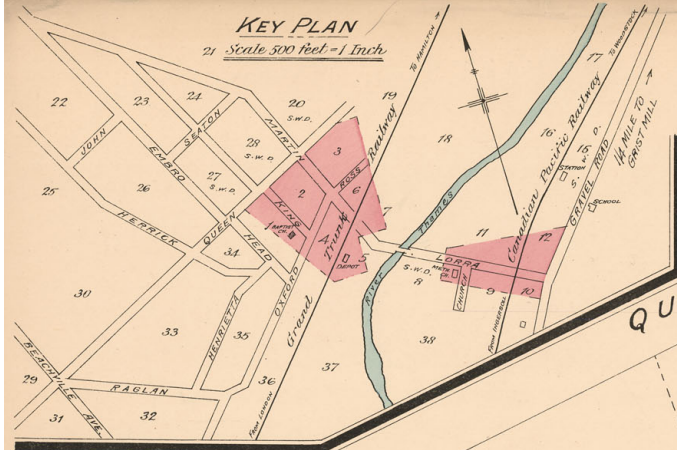 KEY PLAN
Scale 500 feet = 1 Inch
21
22
23
24
20
S.W.D.
19
TO HAMILTON
17
TO WOODSTOCK
JOHN
EMBRO
SEATON
28
S.W.D.
MARTIN
3
Grand Trunk Railway
18
16
Canadian Pacific Railway
15
S.W.D.
GRAVEL ROAD
1/4 MILE TO
GRIST MILL
25
26
27
S.W.D.
2
ROSS
6
STATION
SCHOOL
HERRICK
QUEEN
KING
1
BAPTIST
CH.
4
7
River Thames
11
12
34
HEAD
5
DEPOT
LORRA
S.W.D.
METH.
CH.
8
CHURCH
9
10
30
33
HENRIETTA
35
OXFORD
FROM INGERSOLL
38
QU
BEACHVILLE AVE.
29
RAGLAN
36
37
31
32
FROM LONDON